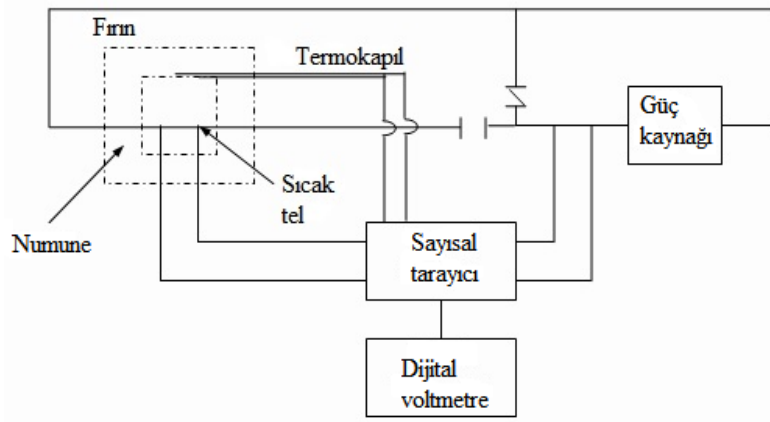 Fırın
Termokapıl
Güç
kaynağı
Sıcak
tel
Numune
Sayısal
tarayıcı
Dijital
voltmetre